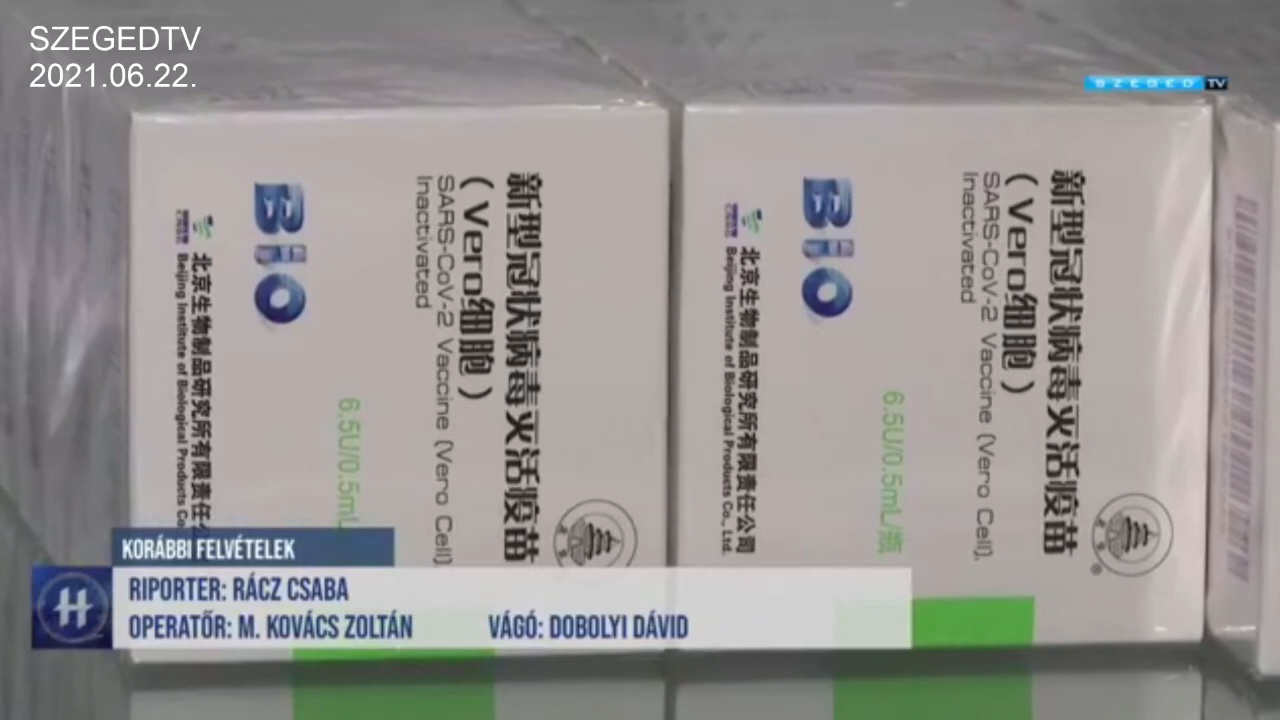 SZEGEDTV
2021.06.22.
SZEGED TV
新型冠状病毒灭活疫苗
(Vero细胞)
SARS-CoV-2 Vaccine (Vero Cell),
Inactivated
6.5U/0.5mL
BIO
北京生物制品研究所有限责任
Beijing Institute of Biological Products Co
新型冠状病毒灭活疫苗
(Vero细胞)
SARS-CoV-2 Vaccine (Vero Cell),
Inactivated
6.5U/0.5mL/瓶
BIO
北京生物制品研究所有限责任公司
Beijing Institute of Biological Products Co., Ltd.
KORÁBBI FELVÉTELEK
H
RIPORTER: RÁCZ CSABA
OPERATŐR: M. KOVÁCS ZOLTÁN VÁGÓ: DOBOLYI DÁVID